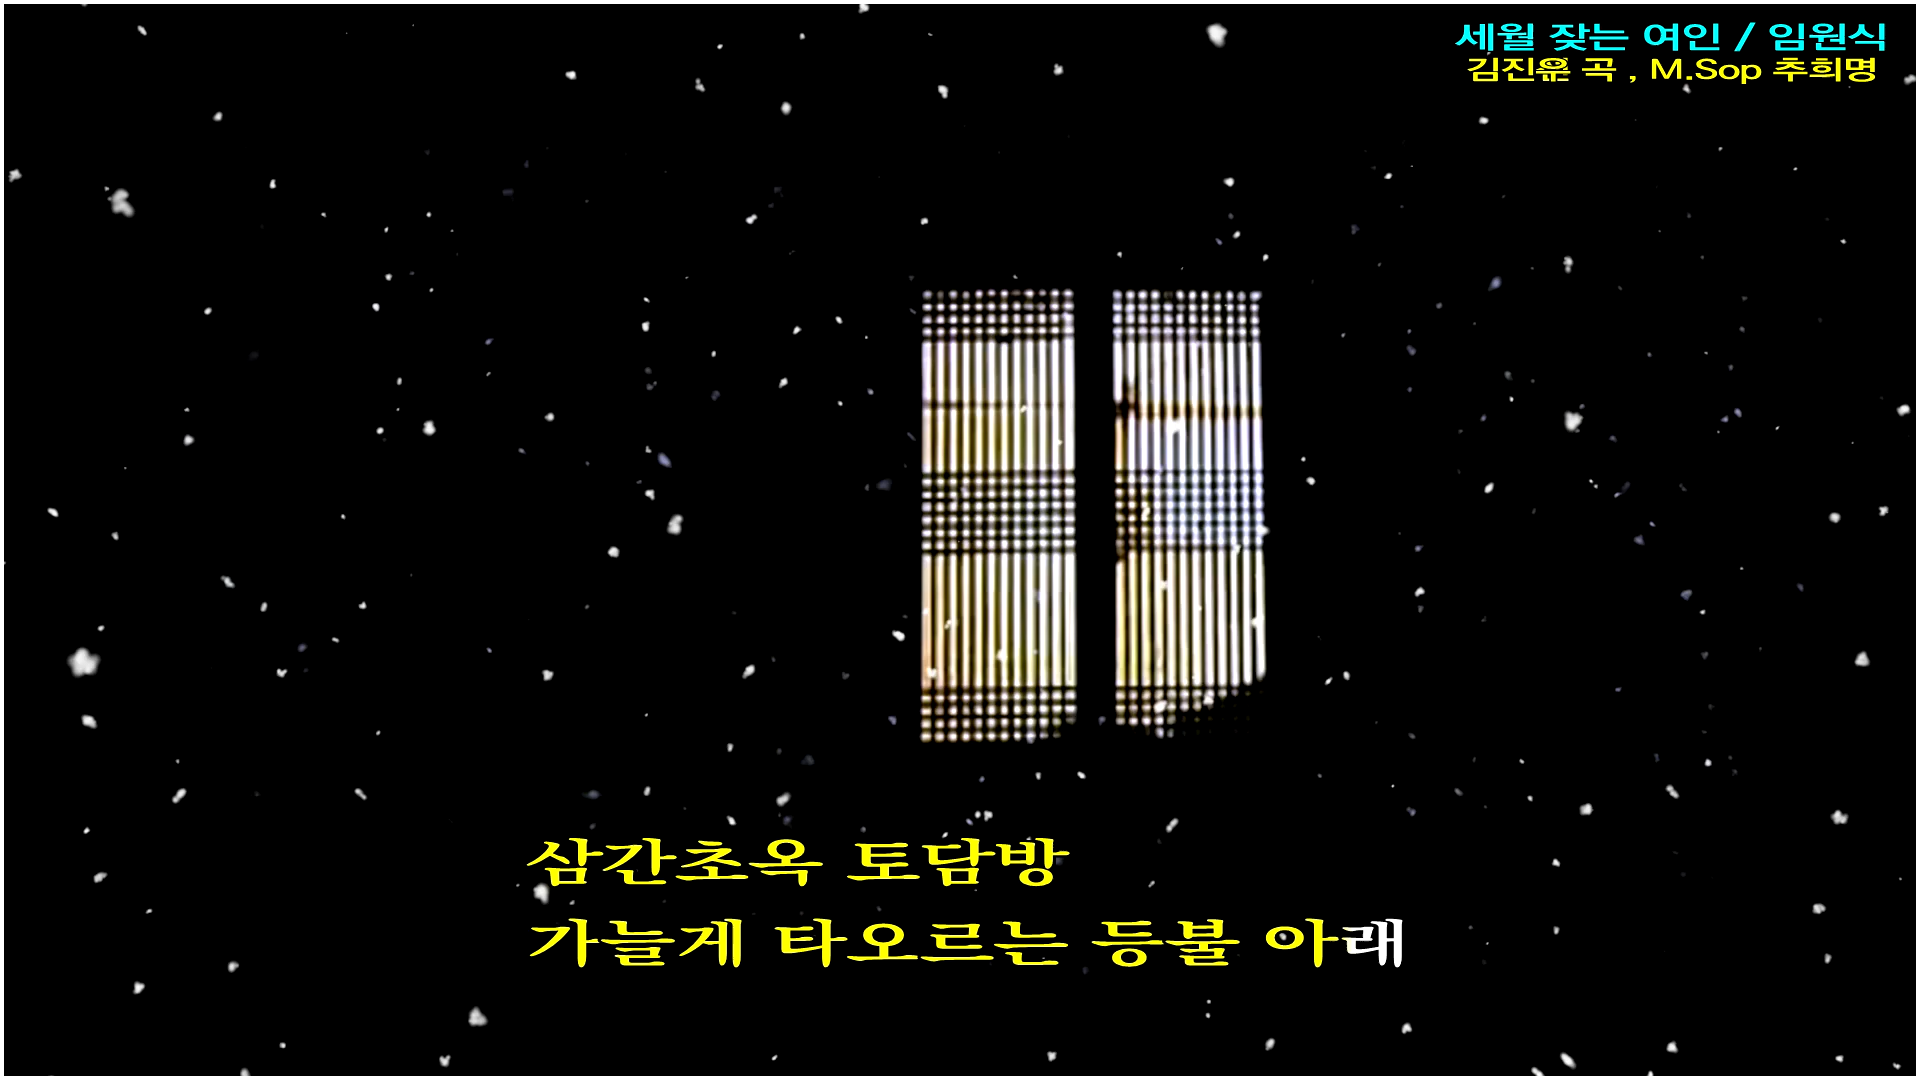 세월 잦는 여인 / 임원식
김진운 곡 , M.Sop 추희명
삼간초옥 토담방
가늘게 타오르는 등불 아래